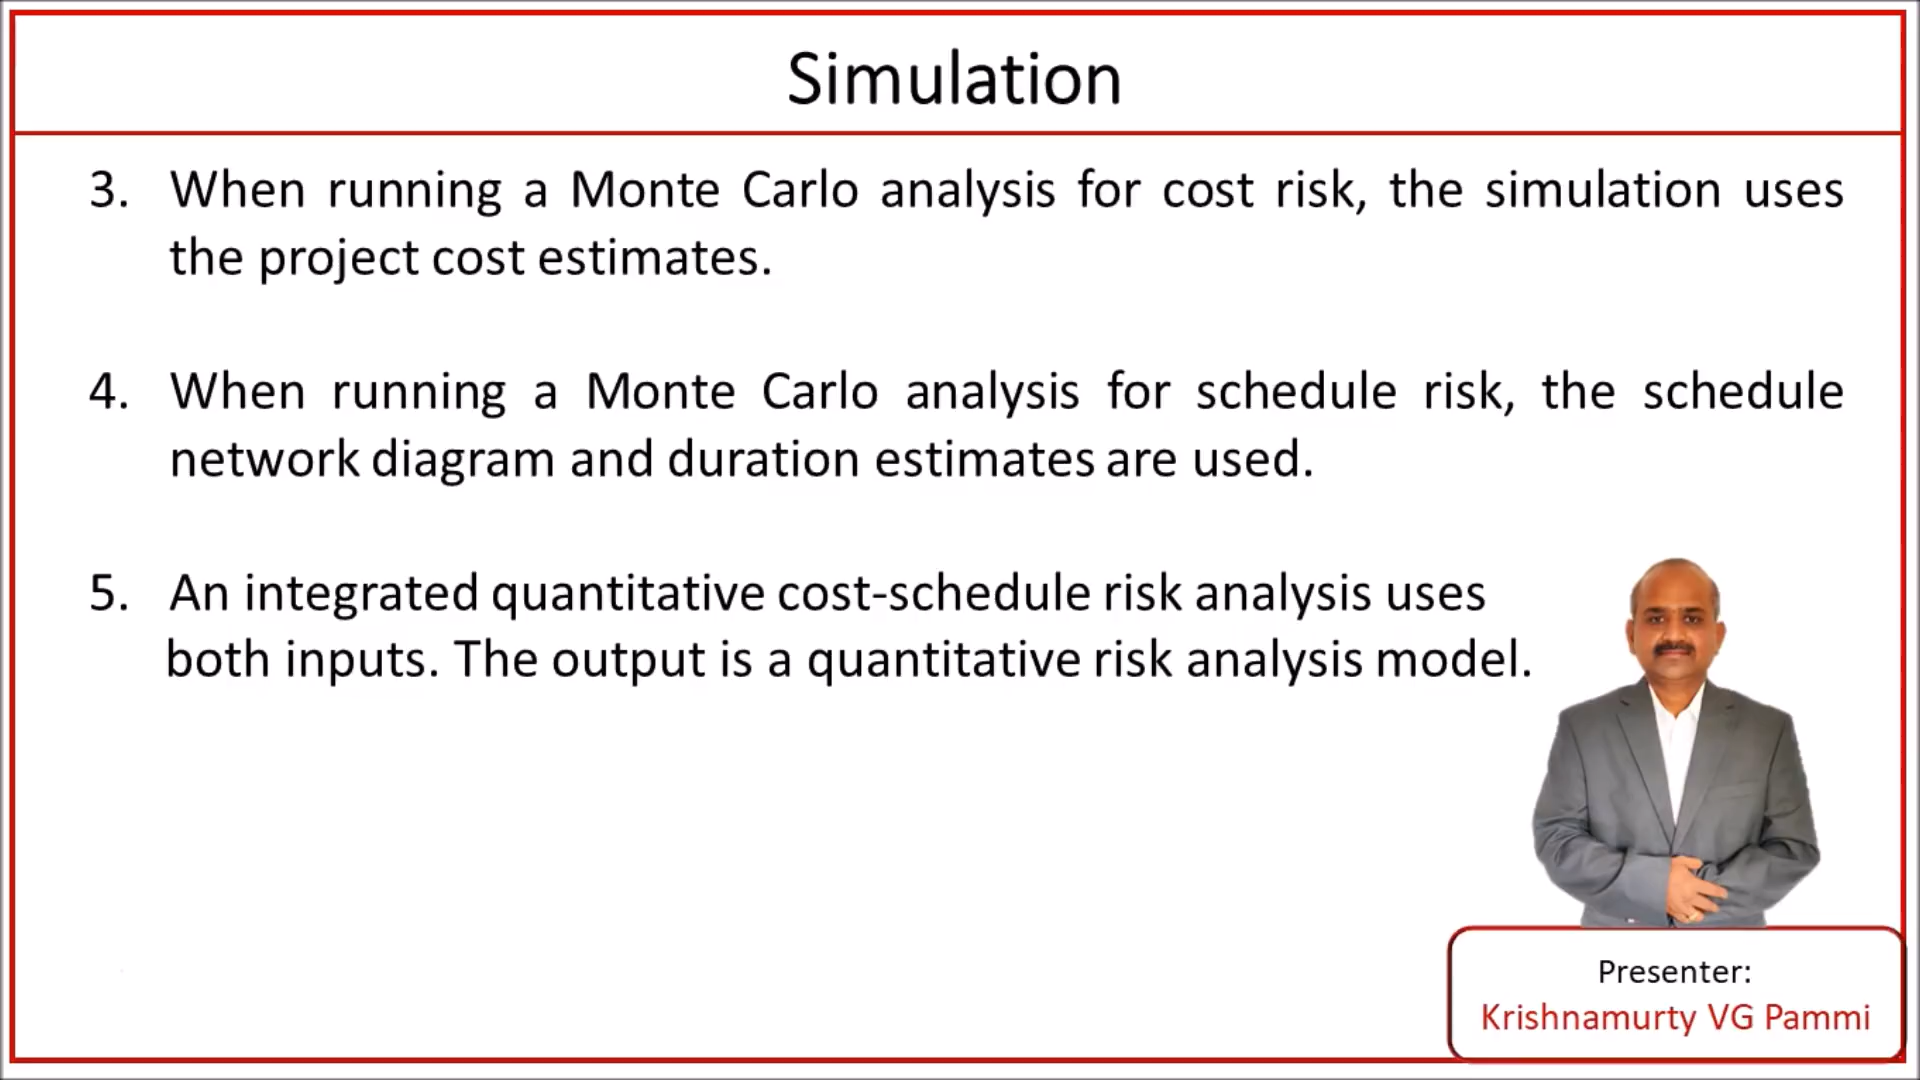 Simulation
3. When running a Monte Carlo analysis for cost risk, the simulation uses
the project cost estimates.
4. When running a Monte Carlo analysis for schedule risk, the schedule
network diagram and duration estimates are used.
5. An integrated quantitative cost-schedule risk analysis uses
both inputs. The output is a quantitative risk analysis model.
Presenter:
Krishnamurty VG Pammi